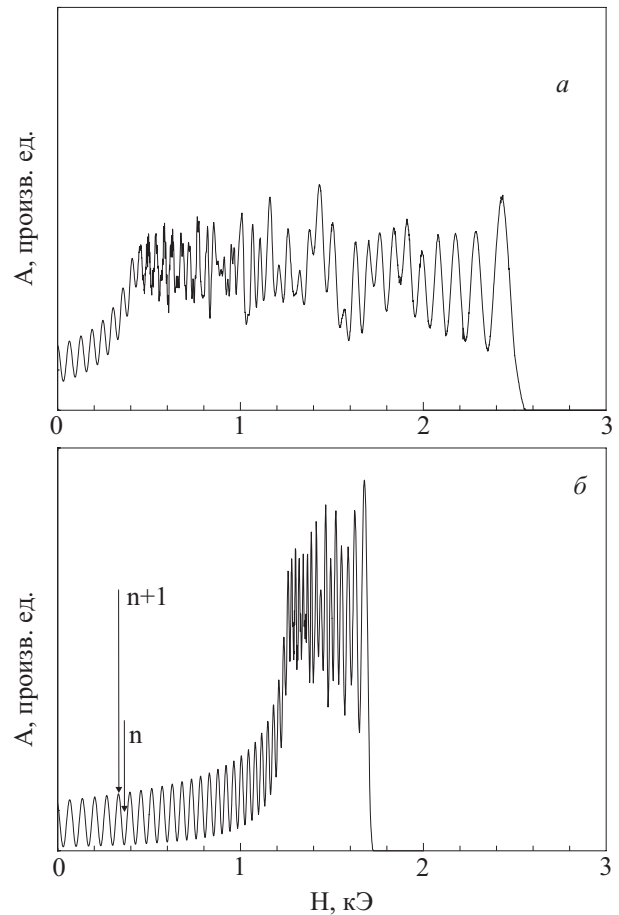 а
А, произв. ед.
0 1 2 3
б
n+1
А, произв. ед.
n
0 1 2 3
Н, кЭ